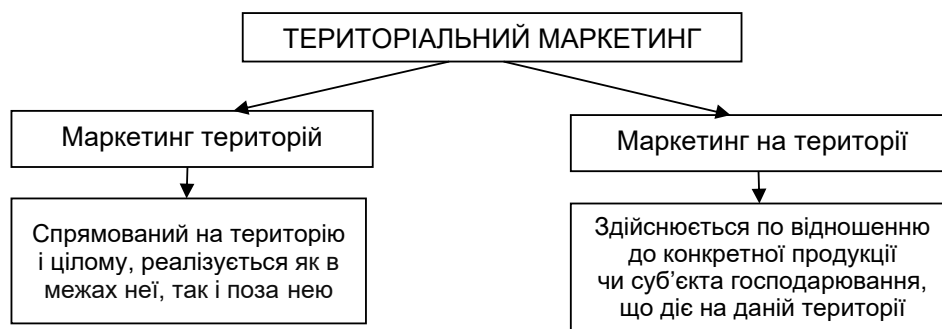 ТЕРИТОРІАЛЬНИЙ МАРКЕТИНГ
Маркетинг територій
Маркетинг на території
Спрямований на територію
і цілому, реалізується як в
межах неї, так і поза нею
Здійснюється по відношенню
до конкретної продукції
чи суб’єкта господарювання,
що діє на даній території